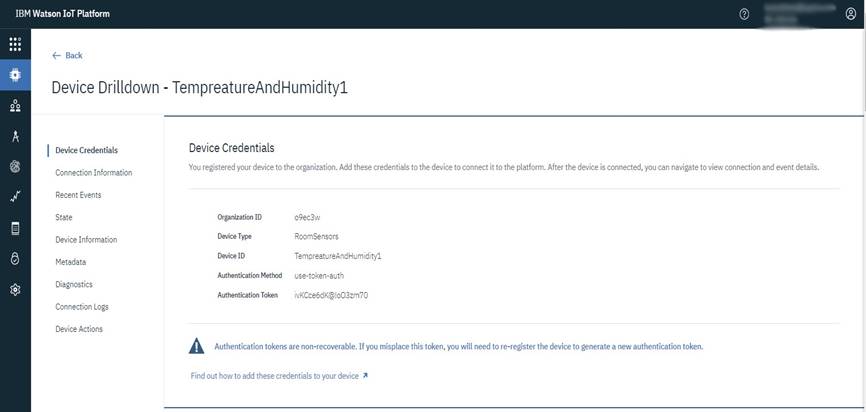 IBM Watson IoT Platform
Back
Device Drilldown - TempreatureAndHumidity1
Device Credentials
Connection Information
Recent Events
State
Device Information
Metadata
Diagnostics
Connection Logs
Device Actions
Device Credentials
You registered your device to the organization. Add these credentials to the device to connect it to the platform. After the device is connected, you can navigate to view connection and event details.
Organization ID o9ec3w
Device Type RoomSensors
Device ID TempreatureAndHumidity1
Authentication Method use-token-auth
Authentication Token
Authentication tokens are non-recoverable. If you misplace this token, you will need to re-register the device to generate a new authentication token.
Find out how to add these credentials to your device